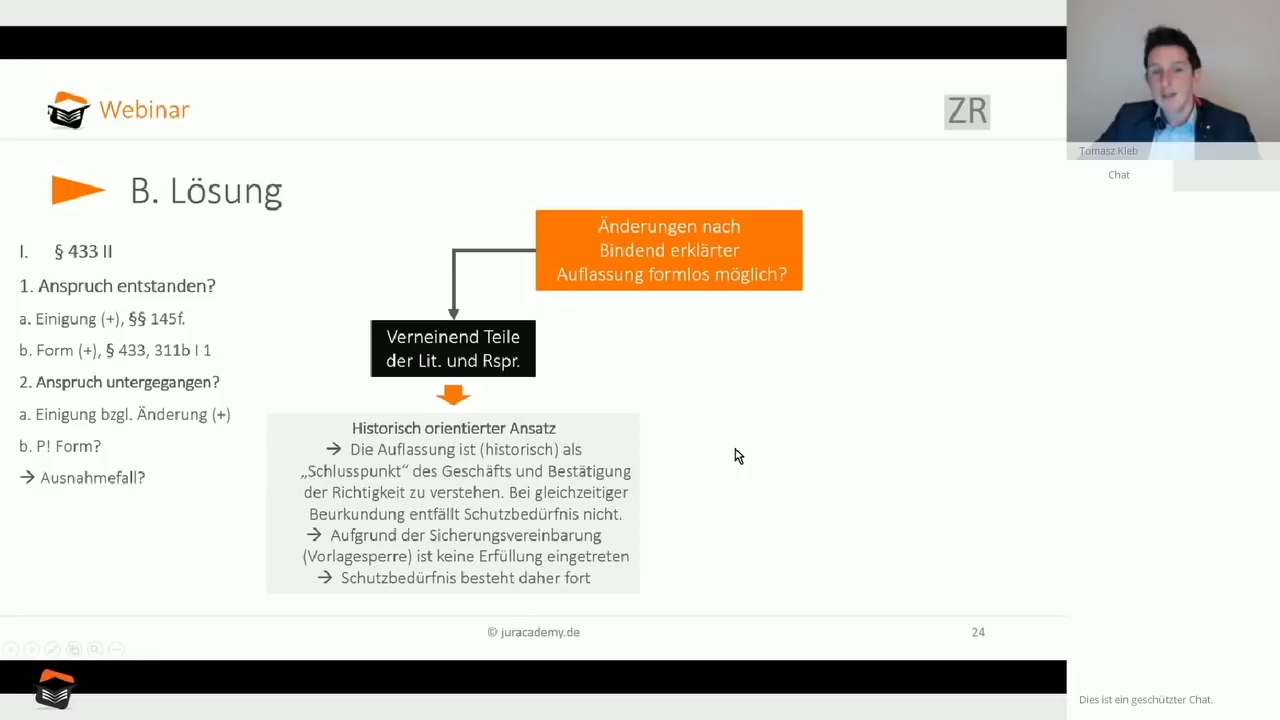 Webinar
ZR
B. Lösung
I. § 433 II
1. Anspruch entstanden?
a. Einigung (+), §§ 145f.
b. Form (+), § 433, 311b I 1
2. Anspruch untergegangen?
a. Einigung bzgl. Änderung (+)
b. P! Form?
→ Ausnahmefall?
Änderungen nach
Bindend erklärter
Auflassung formlos möglich?
Verneinend Teile
der Lit. und Rspr.
Historisch orientierter Ansatz
→ Die Auflassung ist (historisch) als
„Schlusspunkt“ des Geschäfts und Bestätigung
der Richtigkeit zu verstehen. Bei gleichzeitiger
Beurkundung entfällt Schutzbedürfnis nicht.
→ Aufgrund der Sicherungsvereinbarung
(Vorlagesperre) ist keine Erfüllung eingetreten
→ Schutzbedürfnis besteht daher fort
© juracademy.de
24
Tomasz Kleb
Chat
Dies ist ein geschützter Chat.